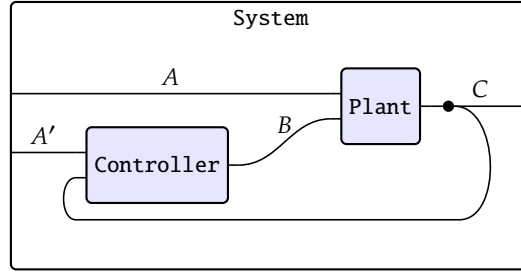 System
A
C
Plant
B
A′
Controller